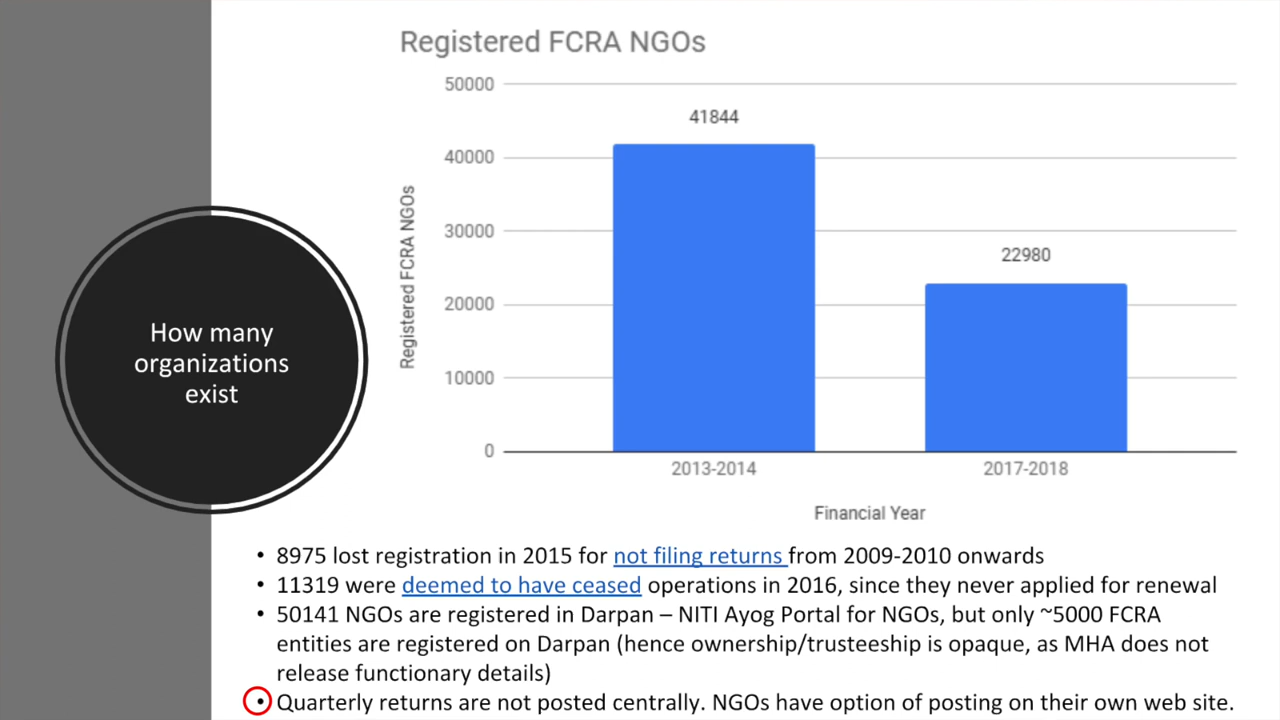 How many
organizations
exist
Registered FCRA NGOs
Registered FCRA NGOs
50000
40000
30000
20000
10000
0
41844
22980
2013-2014
2017-2018
Financial Year
• 8975 lost registration in 2015 for not filing returns from 2009-2010 onwards
• 11319 were deemed to have ceased operations in 2016, since they never applied for renewal
• 50141 NGOs are registered in Darpan – NITI Ayog Portal for NGOs, but only ~5000 FCRA
entities are registered on Darpan (hence ownership/trusteeship is opaque, as MHA does not
release functionary details)
• Quarterly returns are not posted centrally. NGOs have option of posting on their own web site.